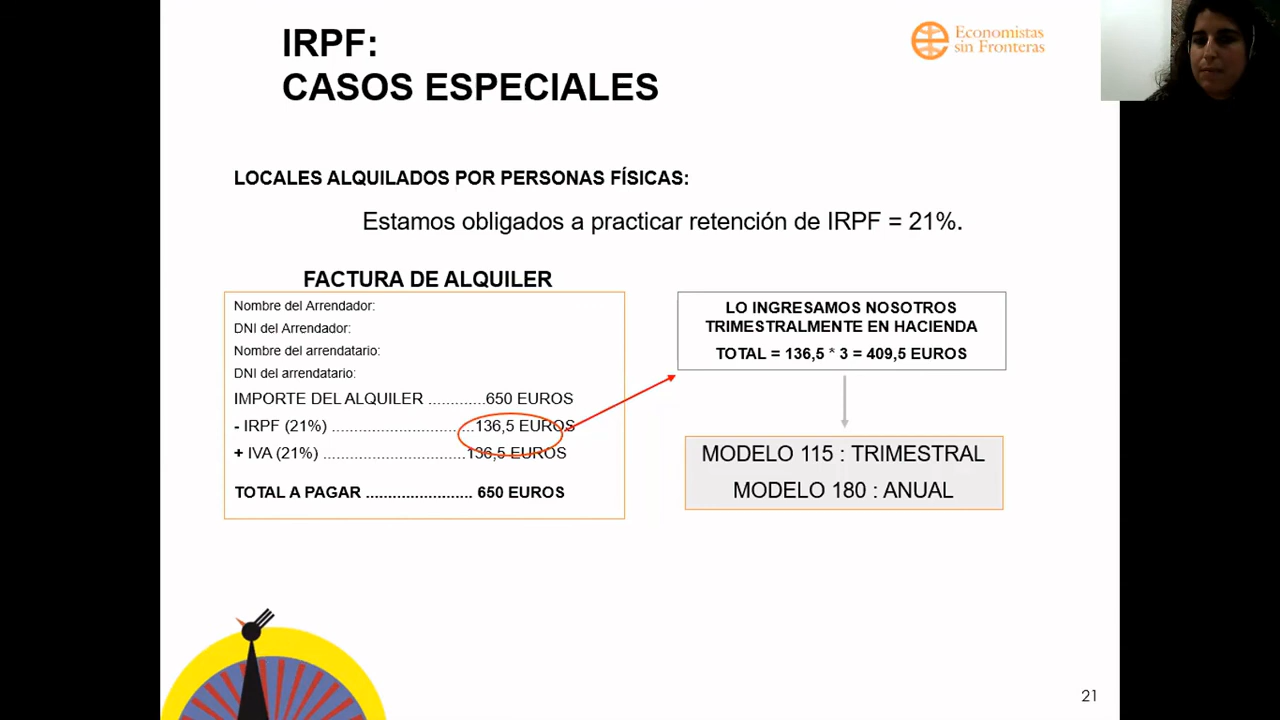 IRPF:
CASOS ESPECIALES
Economistas
sin Fronteras
LOCALES ALQUILADOS POR PERSONAS FÍSICAS:
Estamos obligados a practicar retención de IRPF = 21%.
FACTURA DE ALQUILER
Nombre del Arrendador:
DNI del Arrendador:
Nombre del arrendatario:
DNI del arrendatario:
IMPORTE DEL ALQUILER .............650 EUROS
- IRPF (21%) ................................136,5 EUROS
+ IVA (21%) ................................136,5 EUROS
TOTAL A PAGAR ........................ 650 EUROS
LO INGRESAMOS NOSOTROS
TRIMESTRALMENTE EN HACIENDA
TOTAL = 136,5 * 3 = 409,5 EUROS
MODELO 115 : TRIMESTRAL
MODELO 180 : ANUAL
21